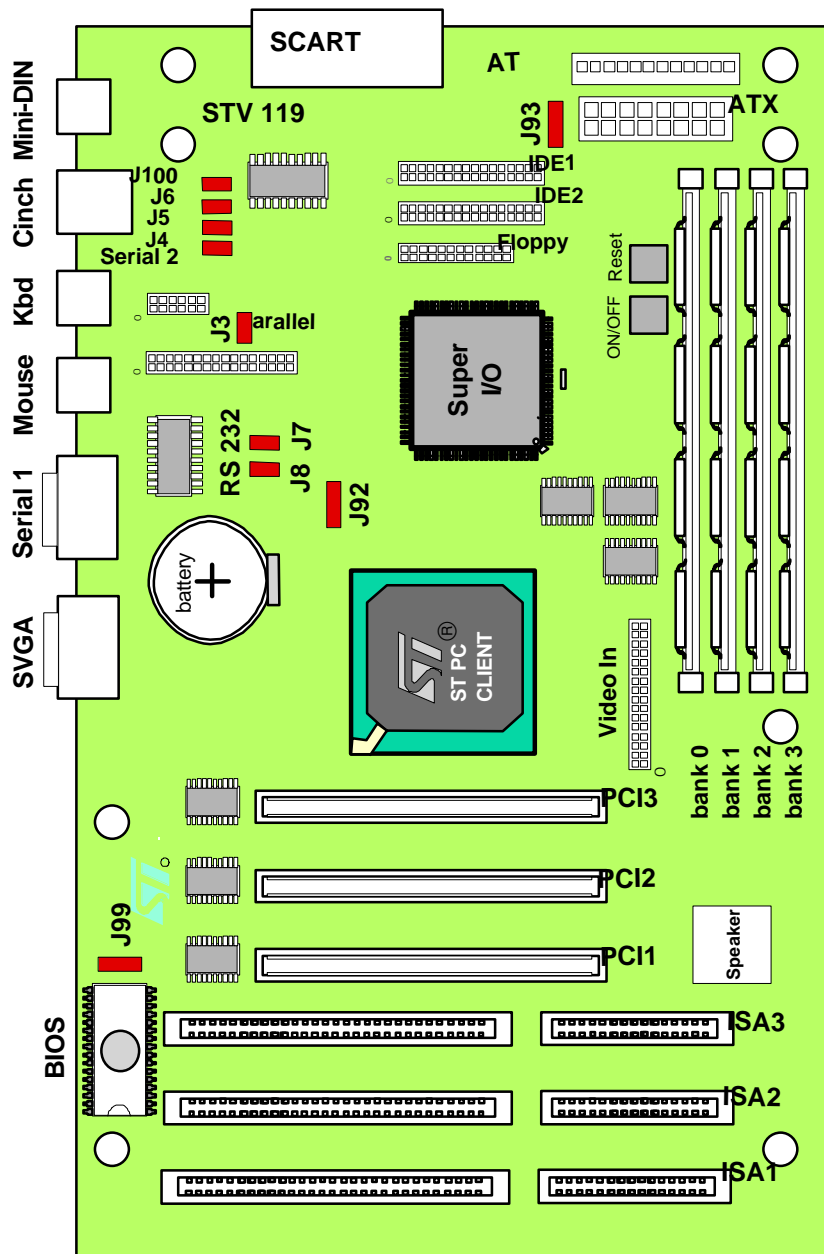 SCART
AT
Mini-DIN
STV 119
J93
ATX
IDE1
J100
J6
IDE2
Cinch
J5
J4
Floppy
Serial 2
Reset
Kbd
J3
arallel
ON/OFF
Super
I/O
Mouse
RS 232
J7
J8
J92
Serial 1
battery
+
SVGA
ST
®
ST PC
CLIENT
Video In
bank 0
bank 1
bank 2
bank 3
PCI3
ST
PCI2
J99
Speaker
PCI1
BIOS
ISA3
ISA2
ISA1